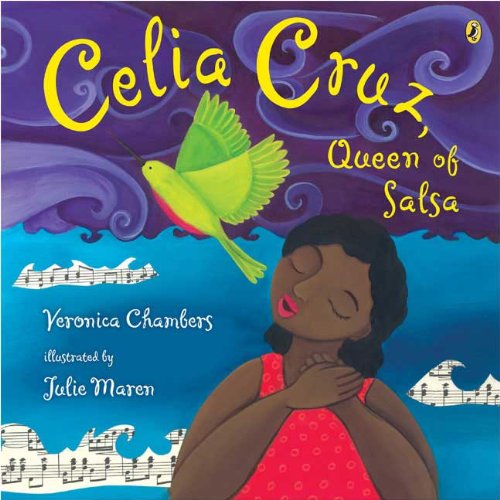 Celia Cruz,
Queen of
Salsa
Veronica Chambers
illustrated by
Julie Maren